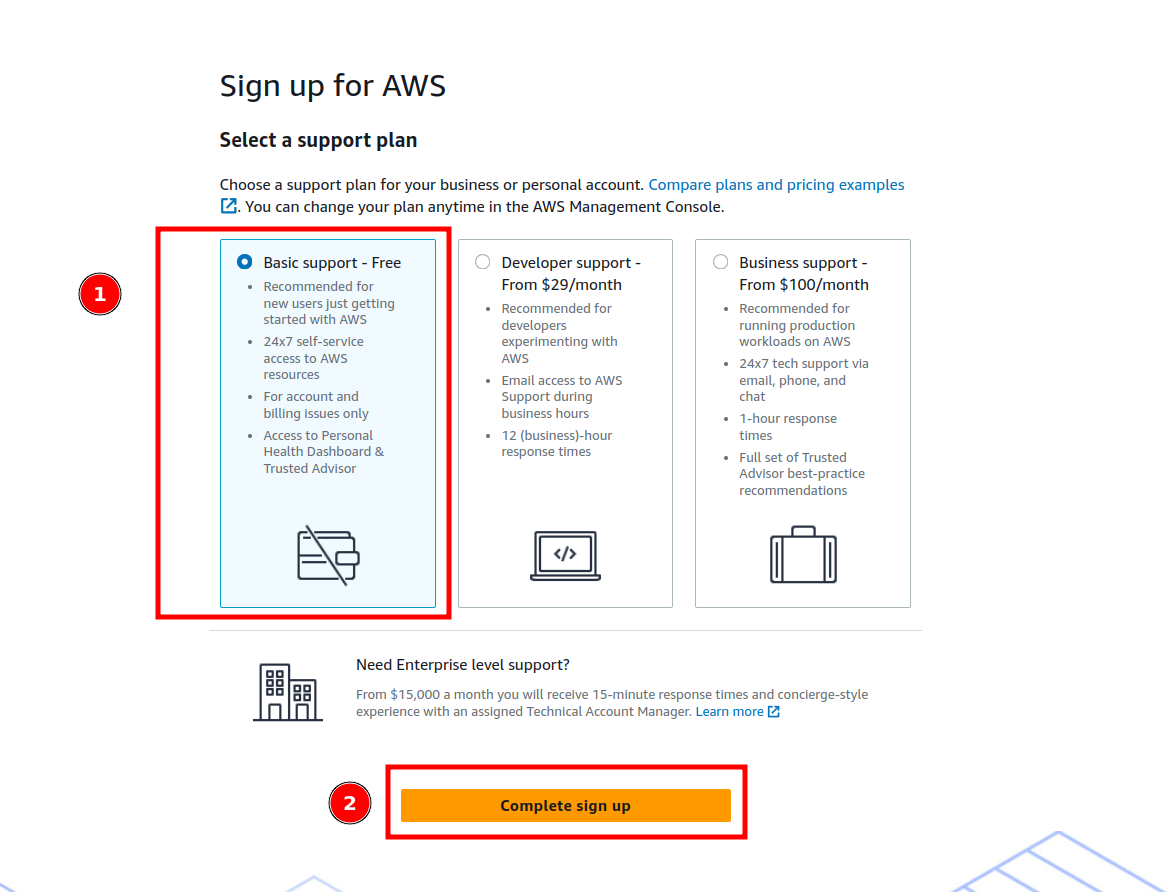 Sign up for AWS
Select a support plan
Choose a support plan for your business or personal account. Compare plans and pricing examples
. You can change your plan anytime in the AWS Management Console.
1
Basic support - Free
Recommended for
new users just getting
started with AWS
24x7 self-service
access to AWS
resources
For account and
billing issues only
Access to Personal
Health Dashboard &
Trusted Advisor
Developer support -
From $29/month
Recommended for
developers
experimenting with
AWS
Email access to AWS
Support during
business hours
12 (business)-hour
response times
</>
Business support -
From $100/month
Recommended for
running production
workloads on AWS
24x7 tech support via
email, phone, and
chat
1-hour response
times
Full set of Trusted
Advisor best-practice
recommendations
Need Enterprise level support?
From $15,000 a month you will receive 15-minute response times and concierge-style
experience with an assigned Technical Account Manager. Learn more
2
Complete sign up